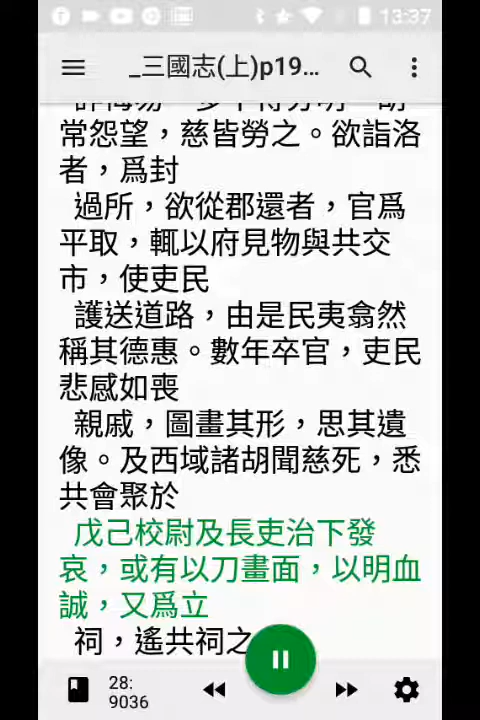 13:37
_三國志(上)p19...
常怨望，慈皆勞之。欲詣洛
者，爲封
過所，欲從郡還者，官爲
平取，輒以府見物與共交
市，使吏民
護送道路，由是民夷翕然
稱其德惠。數年卒官，吏民
悲感如喪
親戚，圖畫其形，思其遺
像。及西域諸胡聞慈死，悉
共會聚於
戊己校尉及長吏治下發
哀，或有以刀畫面，以明血
誠，又爲立
祠，遙共祠之
28:
9036